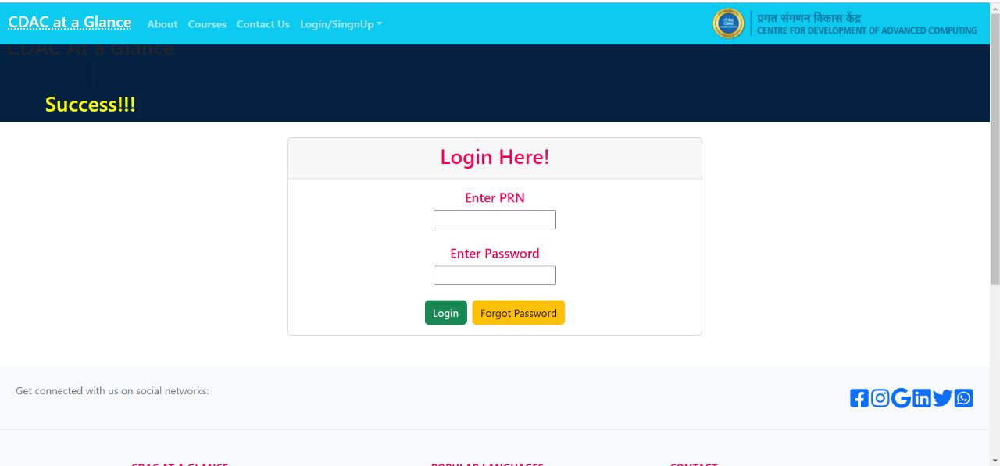 CDAC at a Glance About Courses Contact Us Login/SingnUp
प्रगत संगणन विकास केंद्र
CENTRE FOR DEVELOPMENT OF ADVANCED COMPUTING
CDAC At a Glance
Success!!!
Login Here!
Enter PRN
Enter Password
Login Forgot Password
Get connected with us on social networks:
CDAC AT A GLANCE POPULAR LANGUAGES CONTACT